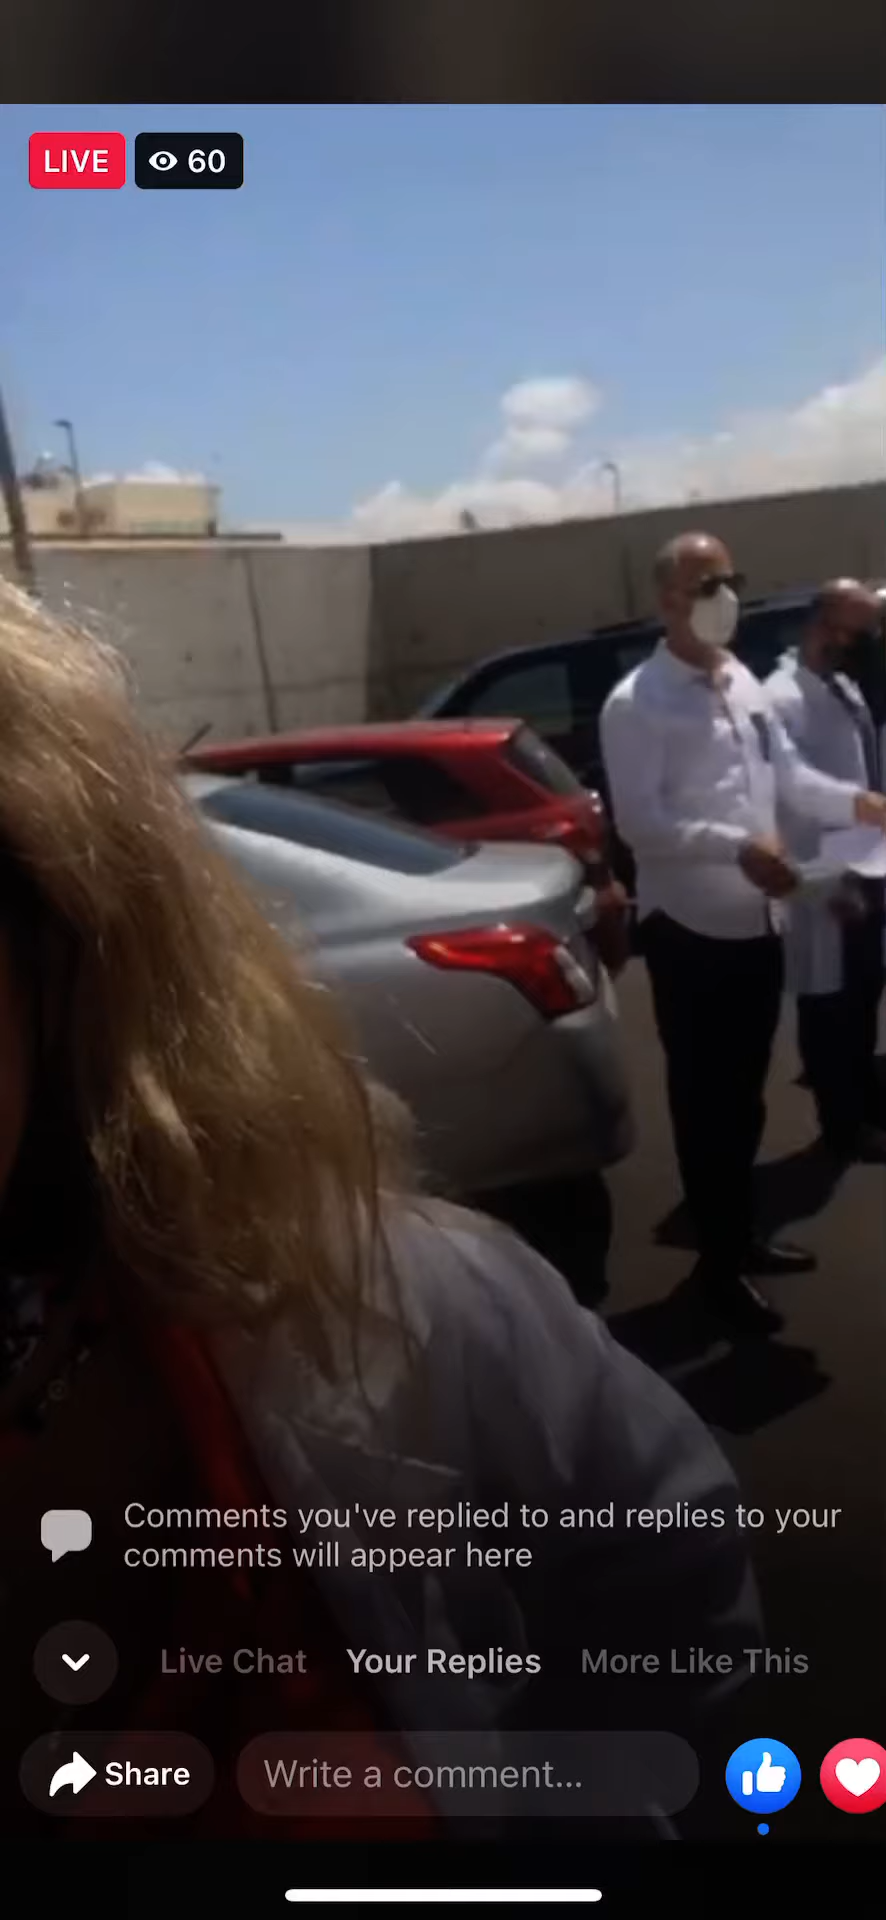 LIVE 60
Comments you've replied to and replies to your
comments will appear here
Live Chat Your Replies More Like This
Share Write a comment...